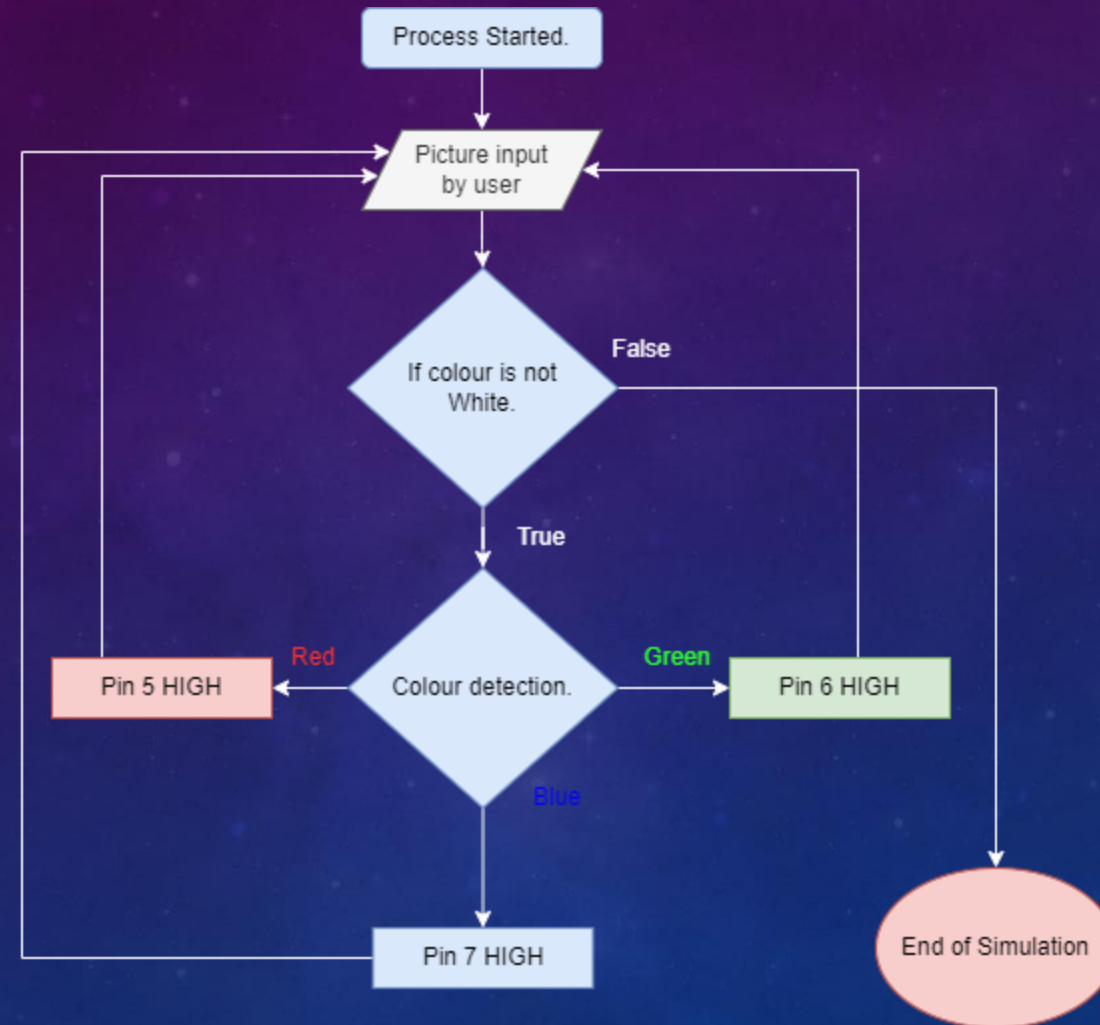 Process Started.
Picture input
by user
If colour is not
White.
False
True
Colour detection.
Red
Green
Pin 5 HIGH
Pin 6 HIGH
Blue
Pin 7 HIGH
End of Simulation